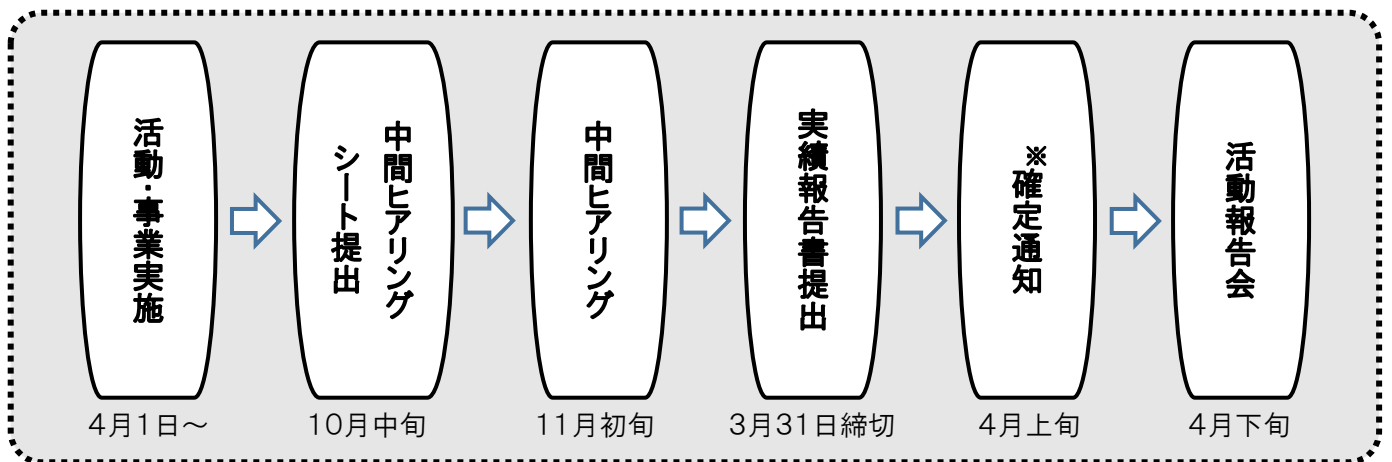 活動・事業実施
4月1日～
中間ヒアリング
シート提出
10月中旬
中間ヒアリング
11月初旬
実績報告書提出
3月31日締切
※確定通知
4月上旬
活動報告会
4月下旬